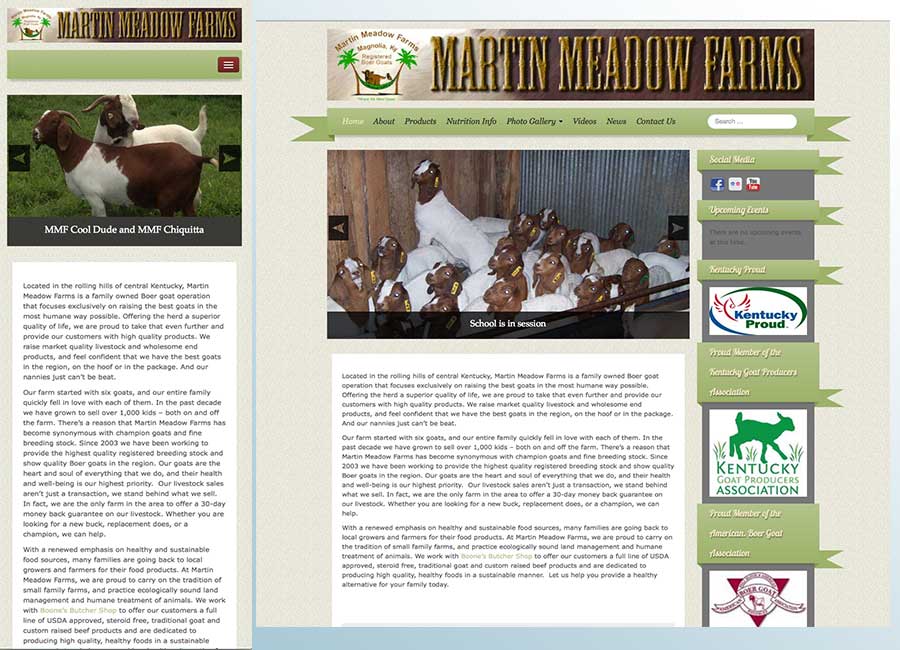 Martin Meadow Farms
MARTIN MEADOW FARMS
MMF Cool Dude and MMF Chiquitta
Located in the rolling hills of central Kentucky, Martin
Meadow Farms is a family owned Boer goat operation
that focuses exclusively on raising the best goats in the
most humane way possible. Offering the herd a superior
quality of life, we are proud to take that even further and
provide our customers with high quality products. We
raise market quality livestock and wholesome end
products, and feel confident that we have the best goats
in the region, on the hoof or in the package. And our
nannies just can't be beat.
Our farm started with six goats, and our entire family
quickly fell in love with each of them. In the past decade
we have grown to sell over 1,000 kids – both on and off
the farm. There's a reason that Martin Meadow Farms has
become synonymous with champion goats and fine
breeding stock. Since 2003 we have been working to
provide the highest quality registered breeding stock and
show quality Boer goats in the region. Our goats are the
heart and soul of everything that we do, and their health
and well-being is our highest priority.  Our livestock sales
aren't just a transaction, we stand behind what we sell.
In fact, we are the only farm in the area to offer a 30-day
money back guarantee on our livestock. Whether you are
looking for a new buck, replacement does, or a
champion, we can help.
With a renewed emphasis on healthy and sustainable
food sources, many families are going back to local
growers and farmers for their food products. At Martin
Meadow Farms, we are proud to carry on the tradition of
small family farms, and practice ecologically sound land
management and humane treatment of animals. We work
with Boone's Butcher Shop to offer our customers a full
line of USDA approved, steroid free, traditional goat and
custom raised beef products and are dedicated to
producing high quality, healthy foods in a sustainable
Martin Meadow Farms
Magnolia, Ky
Registered
Boer Goats
MARTIN MEADOW FARMS
Home About Products Nutrition Info Photo Gallery Videos News Contact Us
Search ...
School is in session
Located in the rolling hills of central Kentucky, Martin Meadow Farms is a family owned Boer goat
operation that focuses exclusively on raising the best goats in the most humane way possible.
Offering the herd a superior quality of life, we are proud to take that even further and provide our
customers with high quality products. We raise market quality livestock and wholesome end
products, and feel confident that we have the best goats in the region, on the hoof or in the package.
And our nannies just can't be beat.
Our farm started with six goats, and our entire family quickly fell in love with each of them. In the
past decade we have grown to sell over 1,000 kids – both on and off the farm. There's a reason that
Martin Meadow Farms has become synonymous with champion goats and fine breeding stock. Since
2003 we have been working to provide the highest quality registered breeding stock and show quality
Boer goats in the region. Our goats are the heart and soul of everything that we do, and their health
and well-being is our highest priority.  Our livestock sales aren't just a transaction, we stand behind
what we sell. In fact, we are the only farm in the area to offer a 30-day money back guarantee on
our livestock. Whether you are looking for a new buck, replacement does, or a champion, we can
help.
With a renewed emphasis on healthy and sustainable food sources, many families are going back to
local growers and farmers for their food products. At Martin Meadow Farms, we are proud to carry on
the tradition of small family farms, and practice ecologically sound land management and humane
treatment of animals. We work with Boone's Butcher Shop to offer our customers a full line of USDA
approved, steroid free, traditional goat and custom raised beef products and are dedicated to
producing high quality, healthy foods in a sustainable manner.  Let us help you provide a healthy
alternative for your family today.
Social Media
You
Tube
Upcoming Events
There are no upcoming events
at this time.
Kentucky Proud
Kentucky
Proud
Proud Member of the
Kentucky Goat Producers
Association
KENTUCKY
GOAT PRODUCERS
ASSOCIATION
Proud Member of the
American Boer Goat
Association
AMERICAN BOER GOAT ASSOCIATION